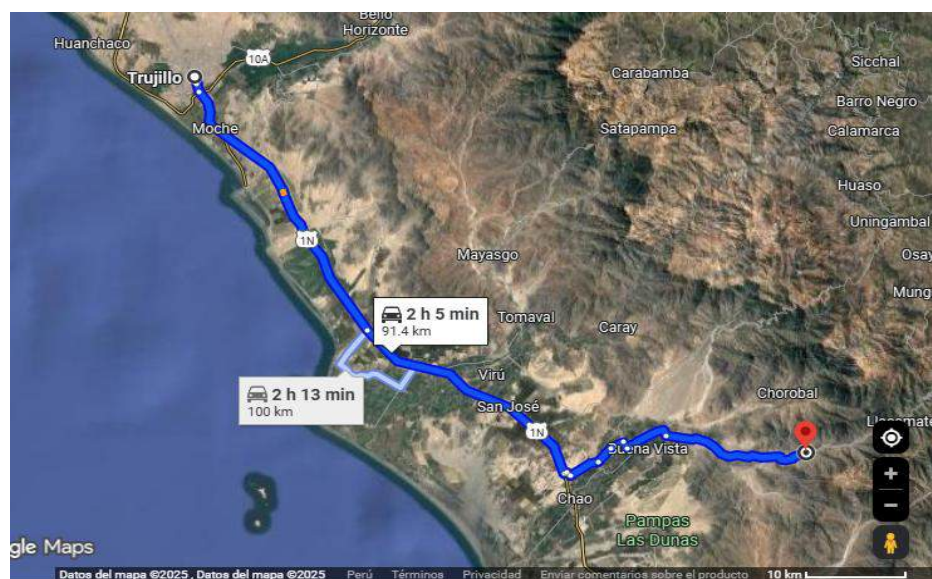 Bello
Horizonte
Huanchaco
10A
Sicchal
Trujillo
Carabamba
Barro Negro
Moche
Satapampa
Calamarca
Huaso
Uningambal
1N
Mayasgo
Osay
Mung
2 h 5 min
91.4 km
Tomaval
Caray
Virú
2 h 13 min
100 km
San José
Chorobal
1N
Buena Vista
Chao
Pampas
Las Dunas
gle Maps
Datos del mapa ©2025 , Datos del mapa ©2025 Perú Términos Privacidad Enviar comentarios sobre el producto 10 km